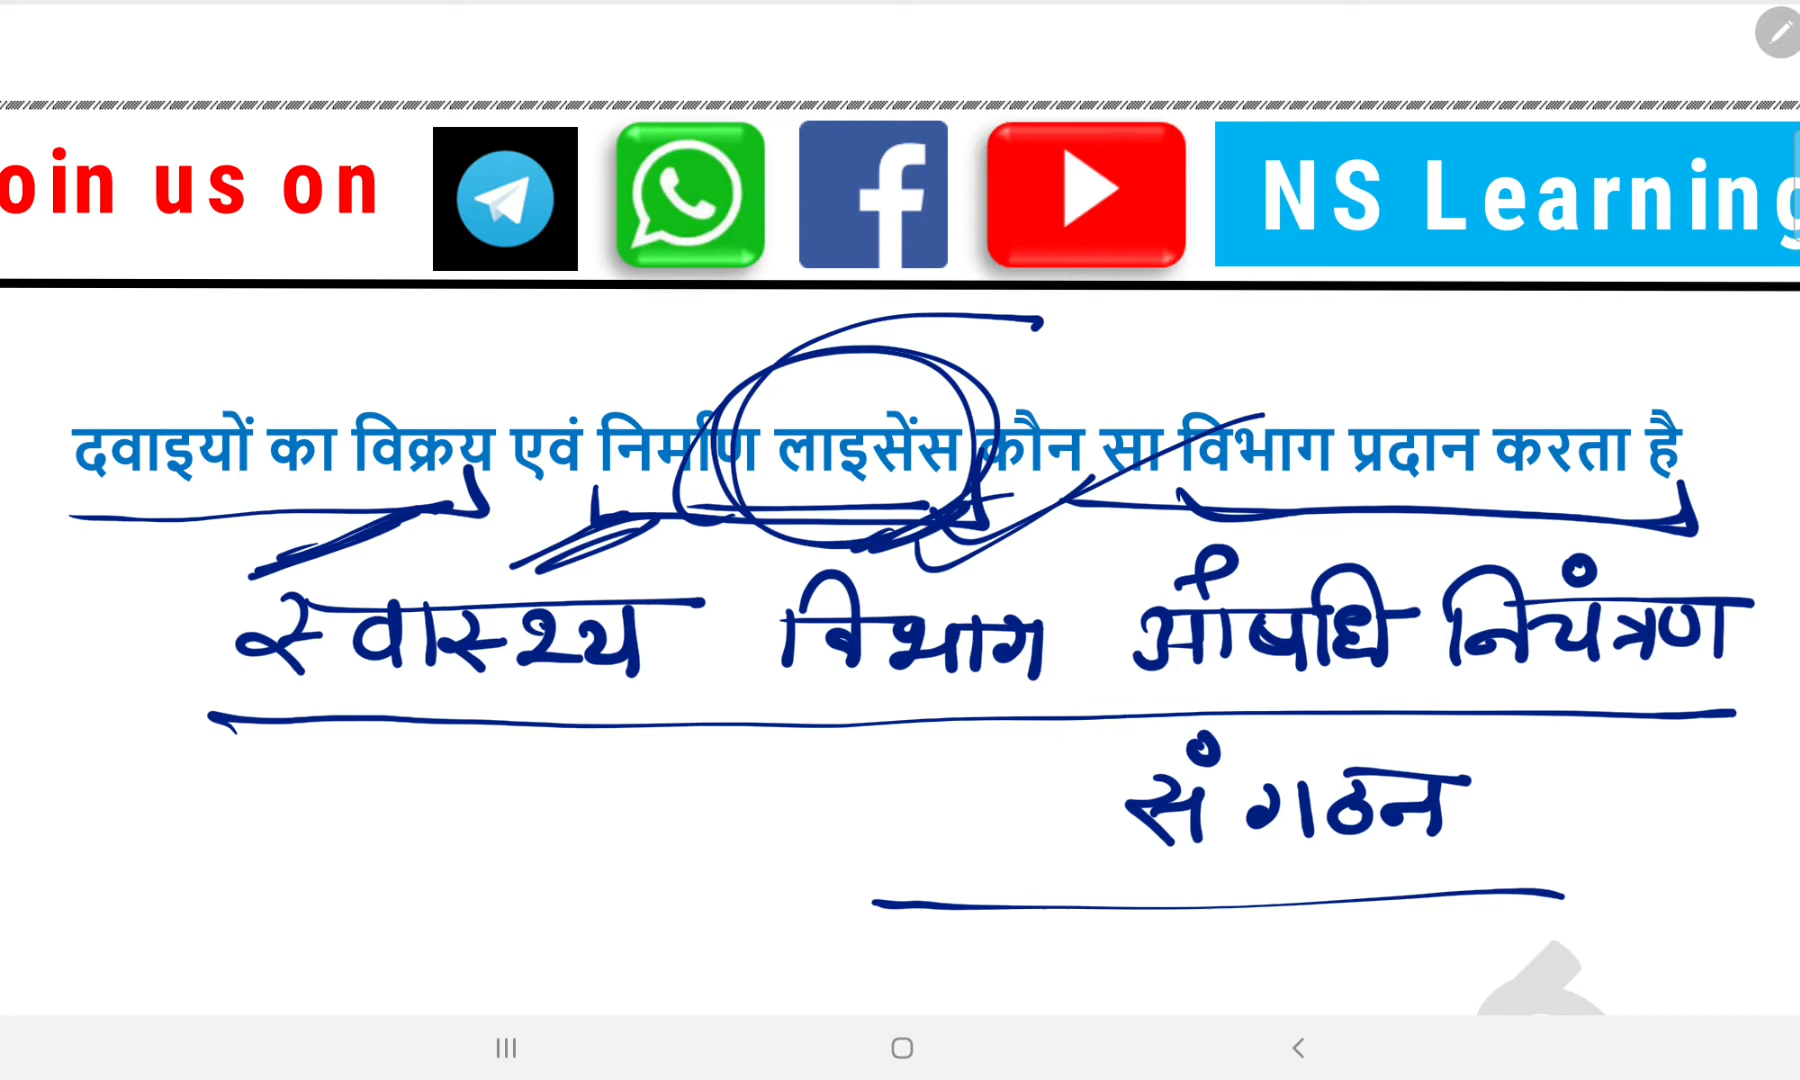 oin us on NS Learning
दवाइयों का विक्रय एवं निर्माण लाइसेंस कौन सा विभाग प्रदान करता है
स्वास्थ्य विभाग औषधि नियंत्रण
संगठन